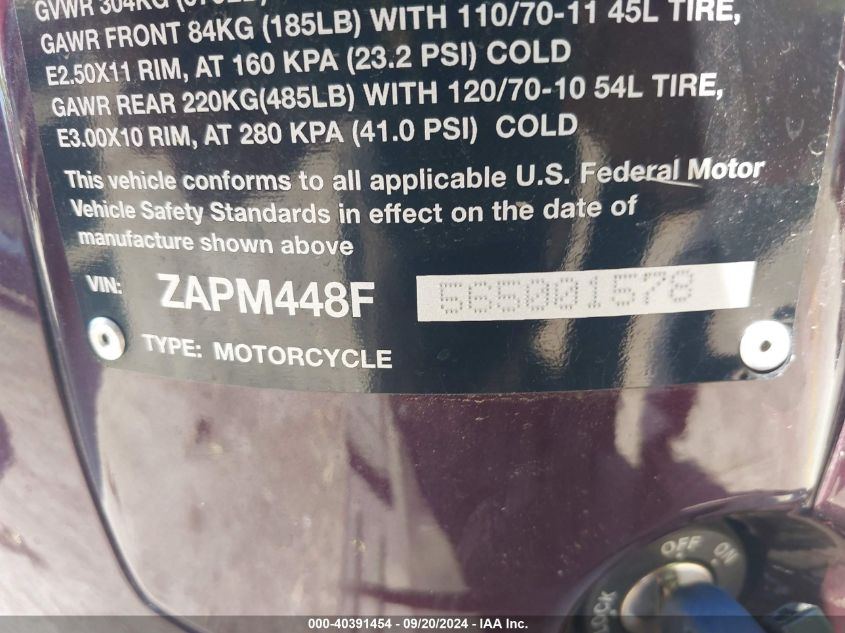 GVWR 304KG
GAWR FRONT 84KG (185LB) WITH 110/70-11 45L TIRE,
E2.50X11 RIM, AT 160 KPA (23.2 PSI) COLD
GAWR REAR 220KG(485LB) WITH 120/70-10 54L TIRE,
E3.00X10 RIM, AT 280 KPA (41.0 PSI) COLD
This vehicle conforms to all applicable U.S. Federal Motor
Vehicle Safety Standards in effect on the date of
manufacture shown above
VIN: ZAPM448F 565001578
TYPE: MOTORCYCLE
LOCK OFF ON
000-40391454 - 09/20/2024 - IAA Inc.